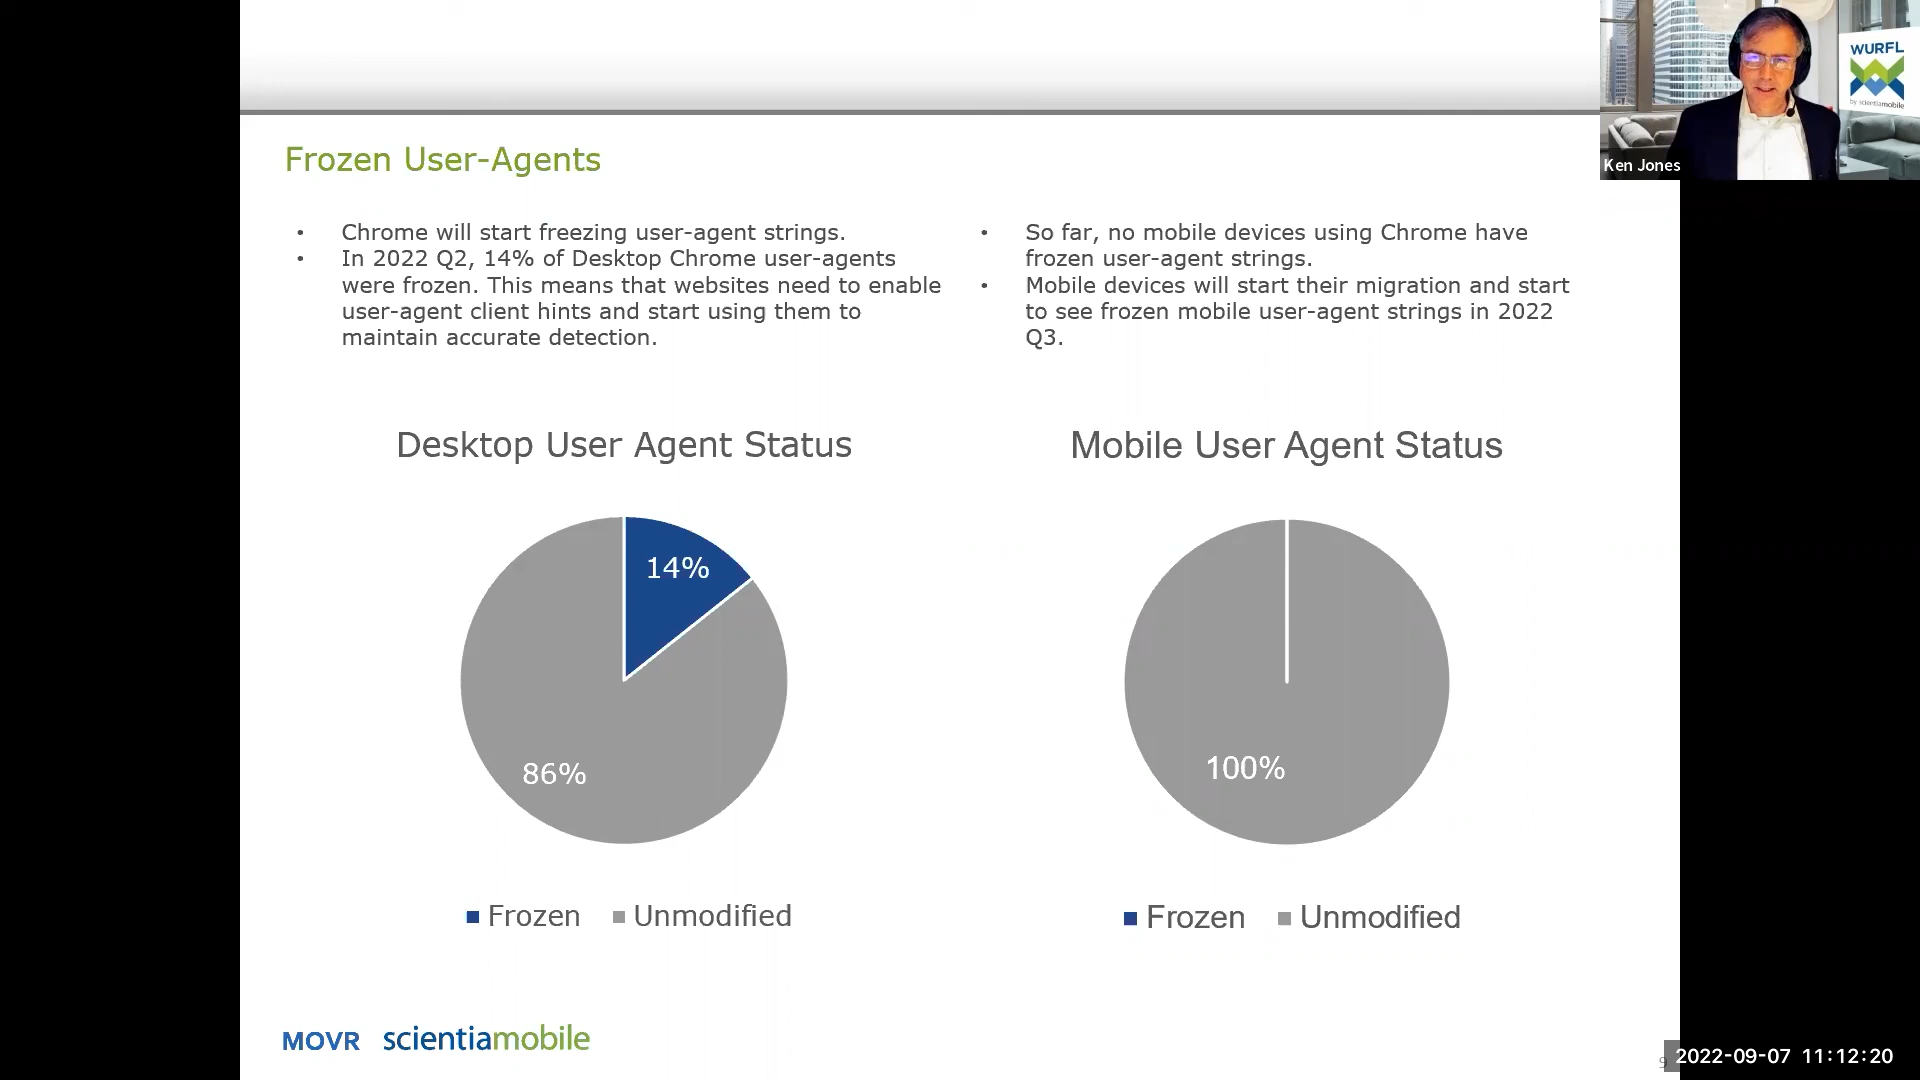 WURFL
by scientiamobile
Ken Jones
Frozen User-Agents
• Chrome will start freezing user-agent strings.
• In 2022 Q2, 14% of Desktop Chrome user-agents
were frozen. This means that websites need to enable
user-agent client hints and start using them to
maintain accurate detection.
• So far, no mobile devices using Chrome have
frozen user-agent strings.
• Mobile devices will start their migration and start
to see frozen mobile user-agent strings in 2022
Q3.
Desktop User Agent Status
14%
86%
Frozen Unmodified
Mobile User Agent Status
100%
Frozen Unmodified
MOVR scientiamobile
9
2022-09-07 11:12:20